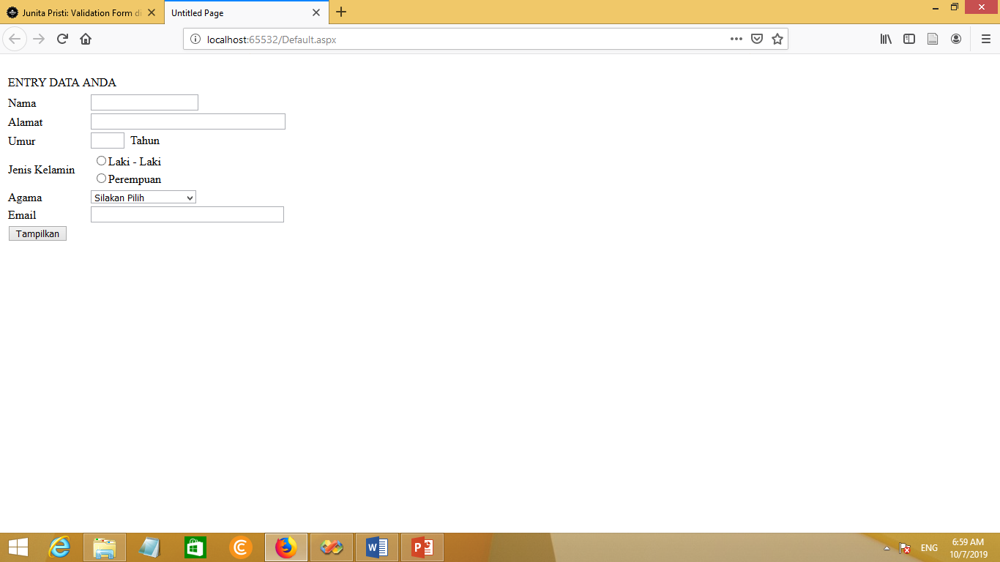 Junita Pristi: Validation Form di
Untitled Page
localhost:65532/Default.aspx
ENTRY DATA ANDA
Nama
Alamat
Umur Tahun
Jenis Kelamin
Laki - Laki
Perempuan
Agama Silakan Pilih
Email
Tampilkan
ENG
6:59 AM
10/7/2019